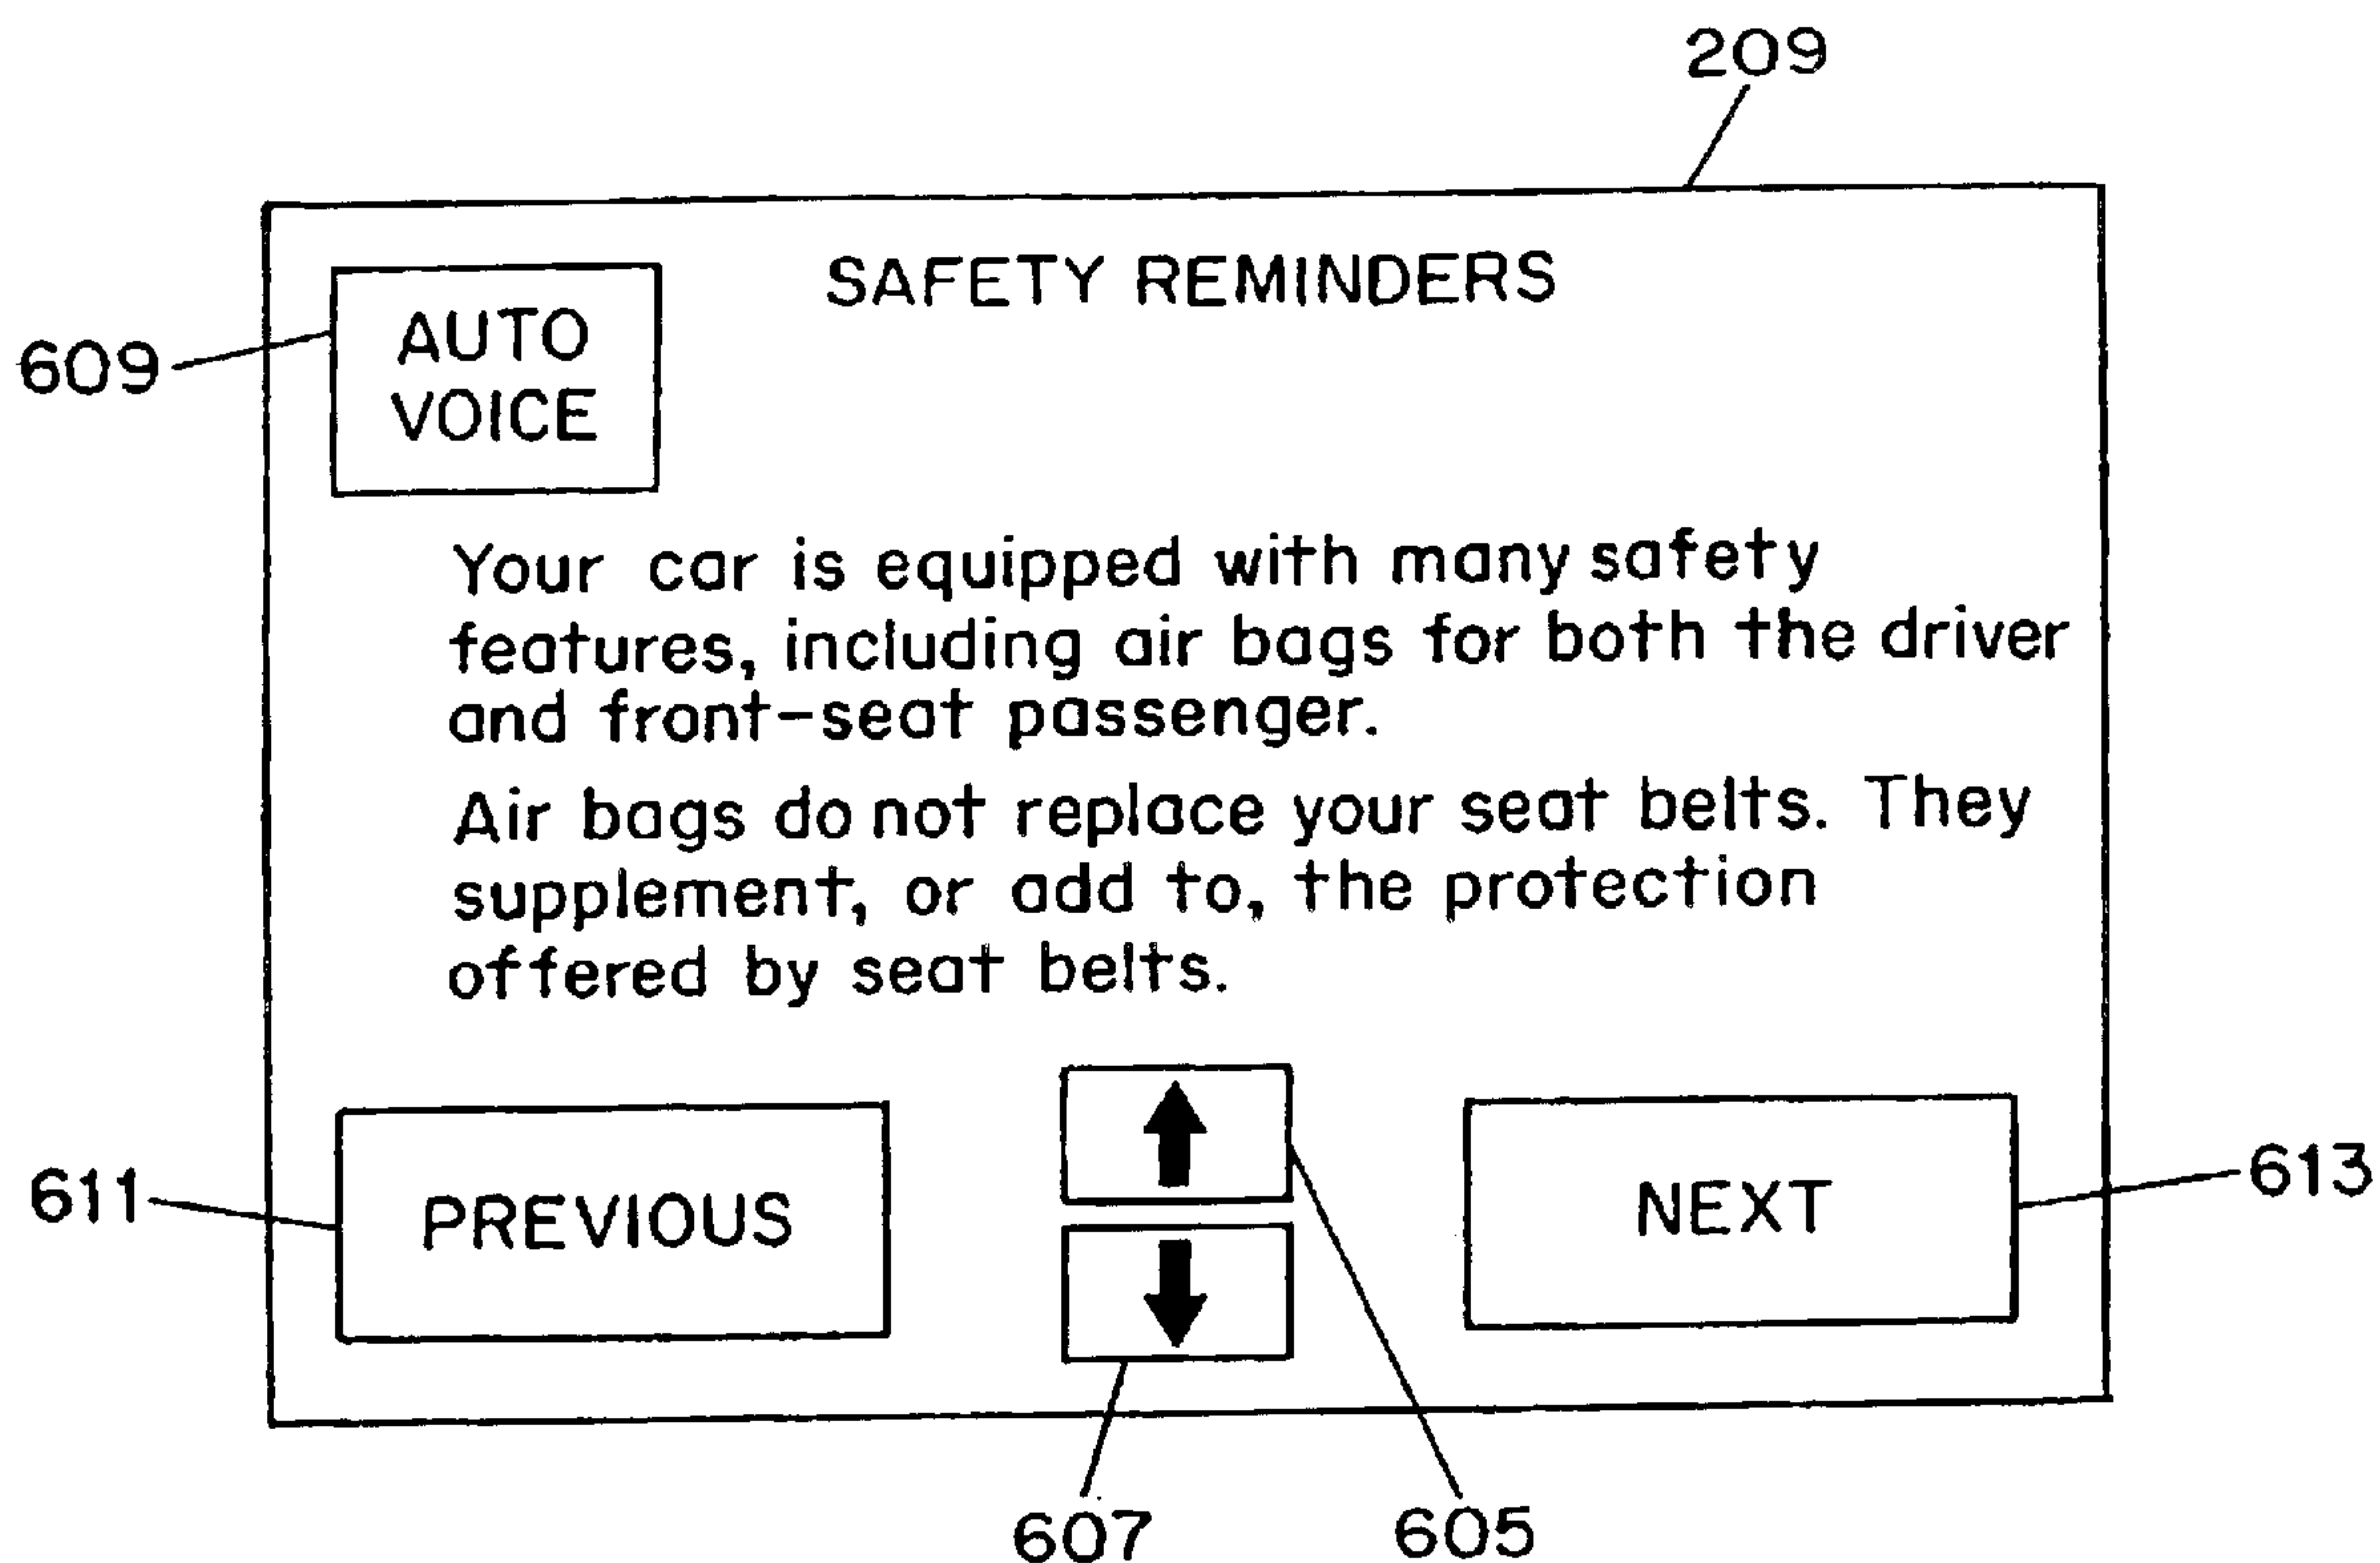 209
SAFETY REMINDERS
609
AUTO
VOICE
Your car is equipped with many safety
features, including air bags for both the driver
and front-seat passenger.
Air bags do not replace your seat belts. They
supplement, or add to, the protection
offered by seat belts.
611
PREVIOUS
NEXT
613
607
605